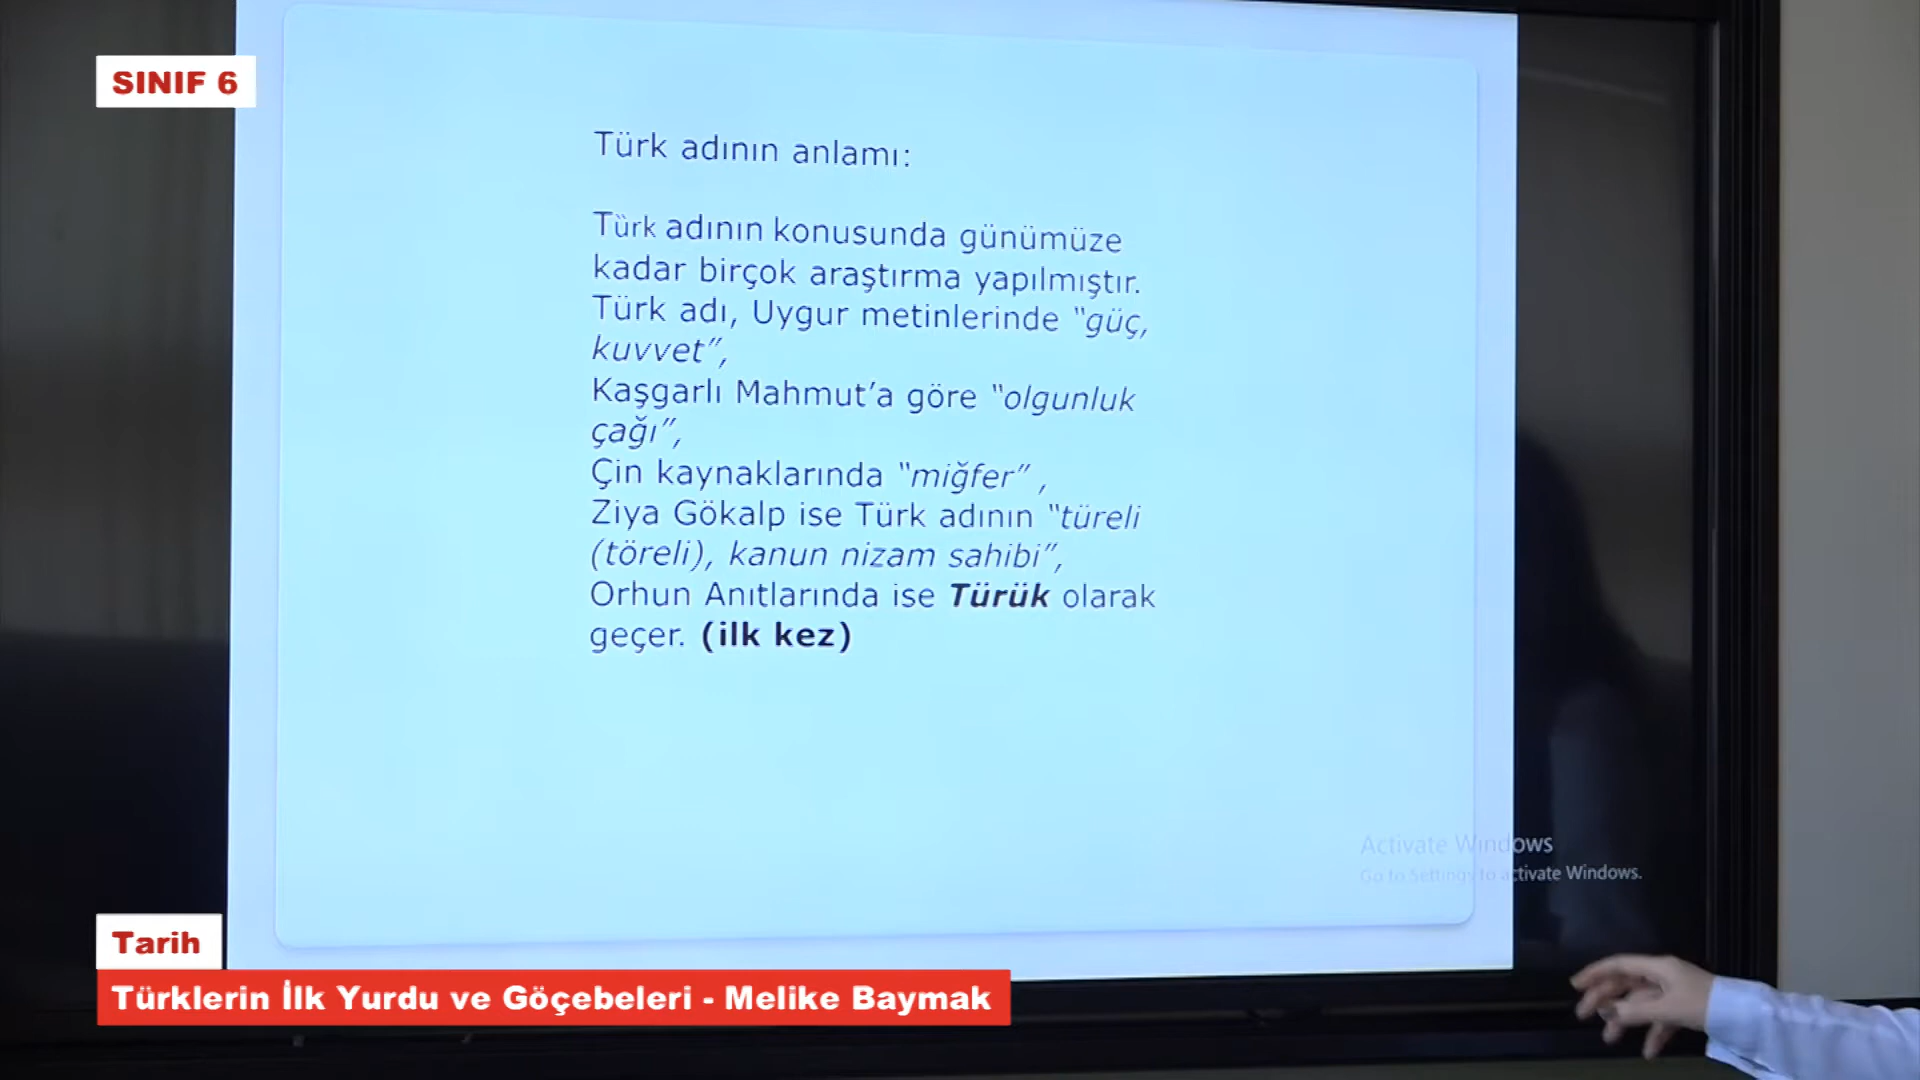 SINIF 6
Türk adının anlamı:
Türk adının konusunda günümüze
kadar birçok araştırma yapılmıştır.
Türk adı, Uygur metinlerinde “güç,
kuvvet”,
Kaşgarlı Mahmut’a göre “olgunluk
çağı”,
Çin kaynaklarında “miğfer” ,
Ziya Gökalp ise Türk adının “türeli
(töreli), kanun nizam sahibi”,
Orhun Anıtlarında ise Türük olarak
geçer. (ilk kez)
Activate Windows
Go to Settings to activate Windows.
Tarih
Türklerin İlk Yurdu ve Göçebeleri - Melike Baymak